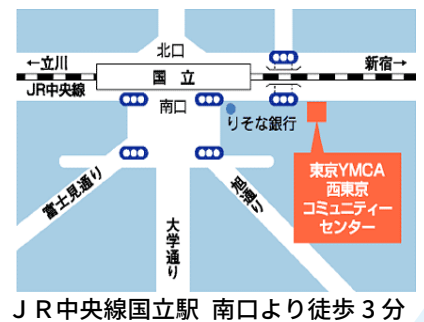 北口
←立川
新宿→
国立
JR中央線
南口
りそな銀行
東京YMCA
西東京
コミュニティー
センター
富士見通り
旭通り
大学通り
JR中央線国立駅 南口より徒歩3分